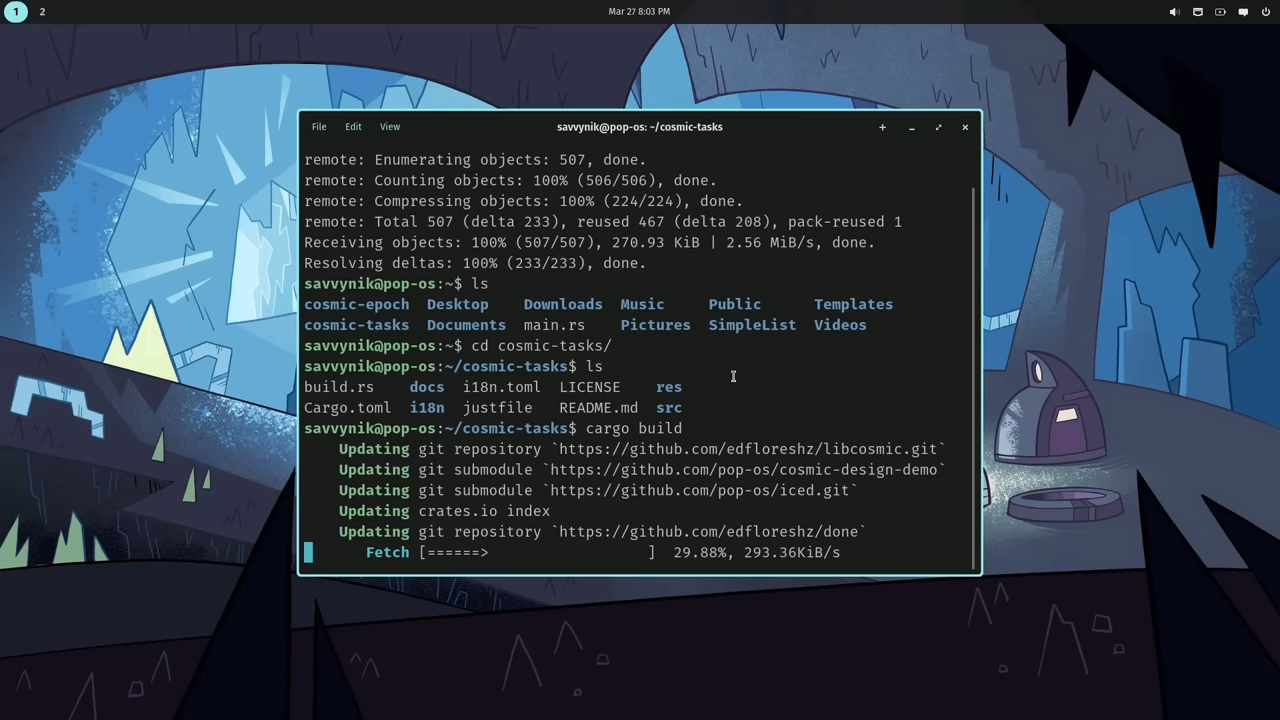 1 2 Mar 27 8:03 PM
File Edit View savvynik@pop-os: ~/cosmic-tasks
remote: Enumerating objects: 507, done.
remote: Counting objects: 100% (506/506), done.
remote: Compressing objects: 100% (224/224), done.
remote: Total 507 (delta 233), reused 467 (delta 208), pack-reused 1
Receiving objects: 100% (507/507), 270.93 KiB | 2.56 MiB/s, done.
Resolving deltas: 100% (233/233), done.
savvynik@pop-os:~$ ls
cosmic-epoch Desktop Downloads Music Public Templates
cosmic-tasks Documents main.rs Pictures SimpleList Videos
savvynik@pop-os:~$ cd cosmic-tasks/
savvynik@pop-os:~/cosmic-tasks$ ls
build.rs docs i18n.toml LICENSE res
Cargo.toml i18n justfile README.md src
savvynik@pop-os:~/cosmic-tasks$ cargo build
Updating git repository `https://github.com/edfloreshz/libcosmic.git`
Updating git submodule `https://github.com/pop-os/cosmic-design-demo`
Updating git submodule `https://github.com/pop-os/iced.git`
Updating crates.io index
Updating git repository `https://github.com/edfloreshz/done`
Fetch [======>                   ] 29.88%, 293.36KiB/s